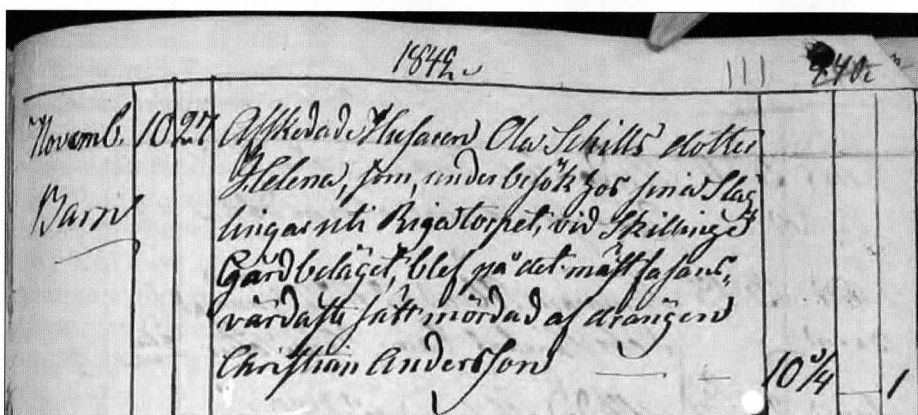 1842.
Novemb. 10 27 Afskedade Husaren Ola Schills dotter
Barn Helena, som, under besök hos sina Släg
tingar uti Rigatorpet, vid Skillinge
Gård beläget, blef på det mäst fasans,,
värdaste sätt mördad af drängen
Christian Andersson — — 10 3/4 1